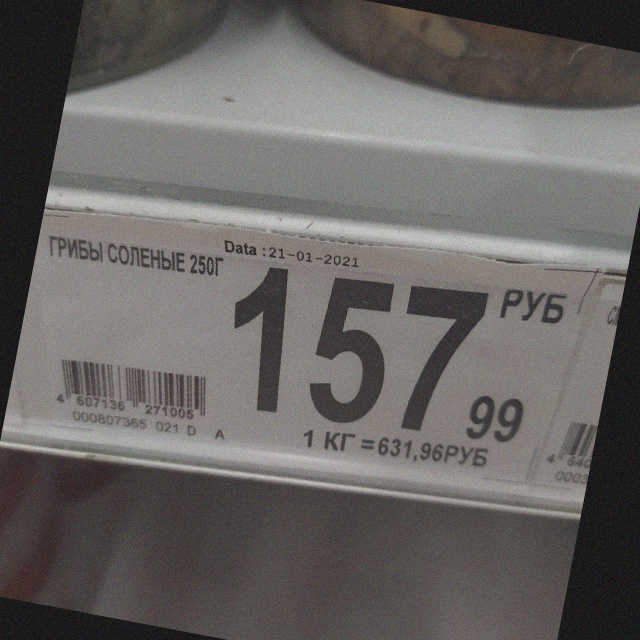 ГРИБЫ СОЛЕНЫЕ 250Г
Data : 21-01-2021
157 99 РУБ
4 607136 271005
000607365 021 D A
1 КГ =631,96РУБ